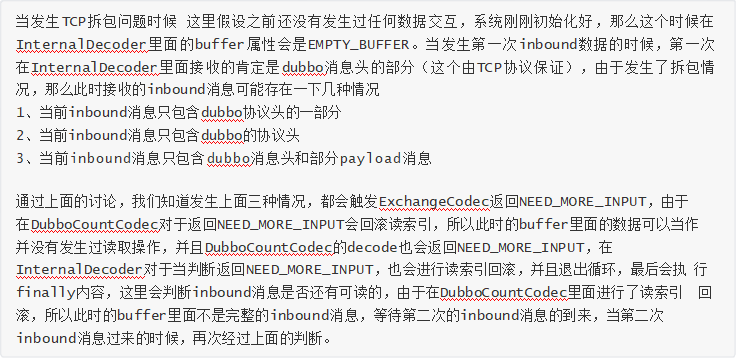 当发生TCP拆包问题时候 这里假设之前还没有发生过任何数据交互，系统刚刚初始化好，那么这个时候在
InternalDecoder里面的buffer属性会是EMPTY_BUFFER。当发生第一次inbound数据的时候，第一次
在InternalDecoder里面接收的肯定是dubbo消息头的部分（这个由TCP协议保证），由于发生了拆包情
况，那么此时接收的inbound消息可能存在一下几种情况
1、当前inbound消息只包含dubbo协议头的一部分
2、当前inbound消息只包含dubbo的协议头
3、当前inbound消息只包含dubbo消息头和部分payload消息
通过上面的讨论，我们知道发生上面三种情况，都会触发ExchangeCodec返回NEED_MORE_INPUT，由于
在DubboCountCodec对于返回NEED_MORE_INPUT会回滚读索引，所以此时的buffer里面的数据可以当作
并没有发生过读取操作，并且DubboCountCodec的decode也会返回NEED_MORE_INPUT，在
InternalDecoder对于当判断返回NEED_MORE_INPUT，也会进行读索引回滚，并且退出循环，最后会执 行
finally内容，这里会判断inbound消息是否还有可读的，由于在DubboCountCodec里面进行了读索引 回
滚，所以此时的buffer里面不是完整的inbound消息，等待第二次的inbound消息的到来，当第二次
inbound消息过来的时候，再次经过上面的判断。